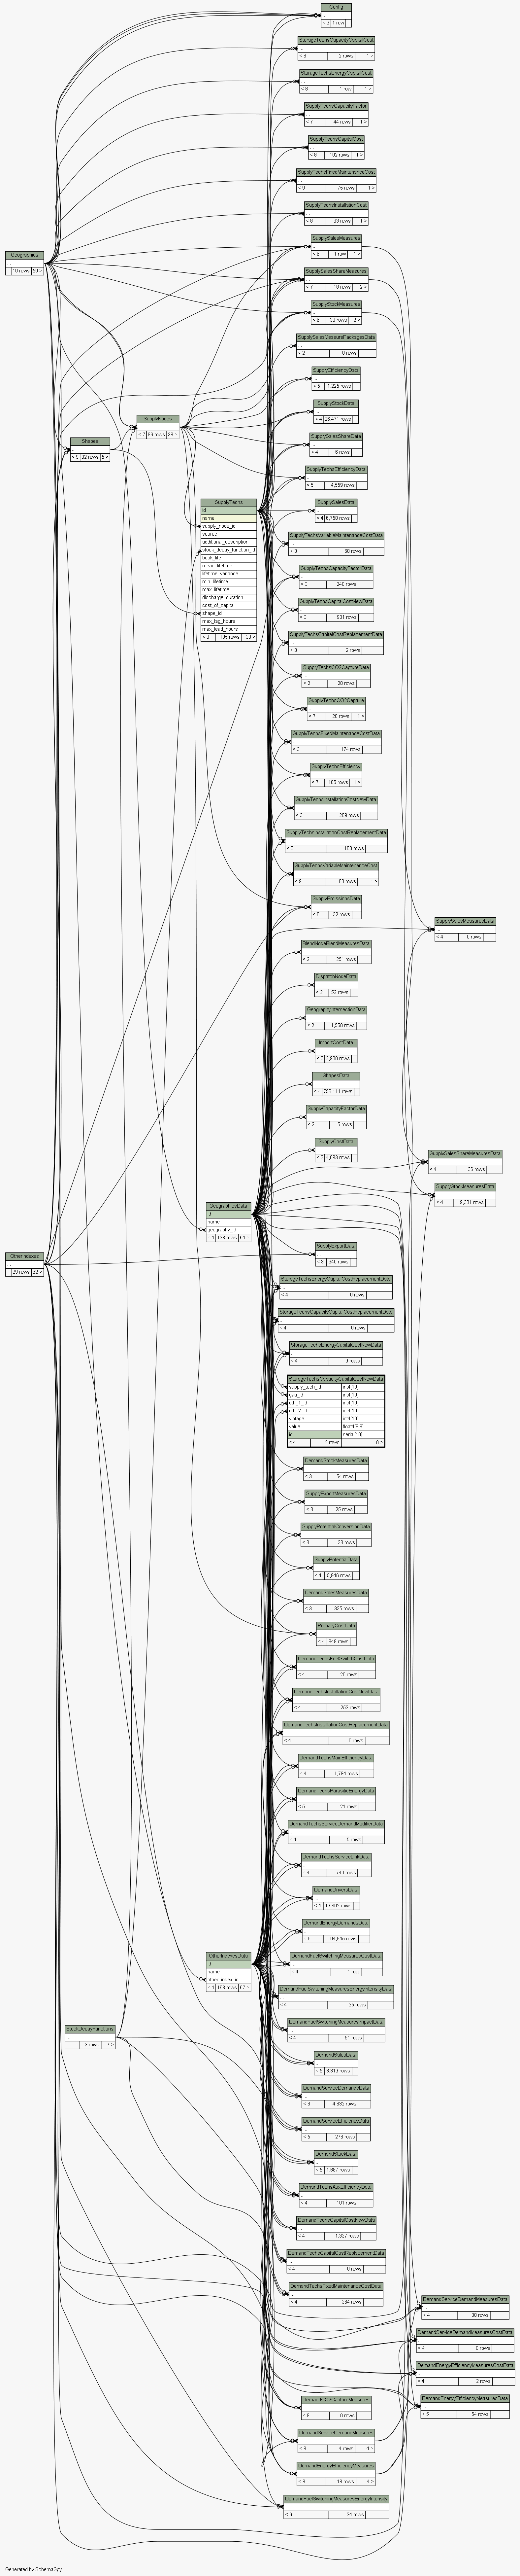 Config
< 8 1 row
StorageTechsCapacityCapitalCost
...
< 8 2 rows 1 >
StorageTechsEnergyCapitalCost
...
< 8 1 row 1 >
SupplyTechsCapacityFactor
...
< 7 44 rows 1 >
SupplyTechsCapitalCost
...
< 8 102 rows 1 >
SupplyTechsFixedMaintenanceCost
...
< 9 75 rows 1 >
SupplyTechsInstallationCost
...
< 8 33 rows 1 >
SupplySalesMeasures
...
< 8 1 row 1 >
Geographies
...
10 rows 59 >
SupplySalesShareMeasures
...
< 7 18 rows 2 >
SupplyStockMeasures
...
< 8 33 rows 2 >
SupplySalesMeasurePackagesData
...
< 2 0 rows
SupplyEfficiencyData
...
< 5 1,225 rows
SupplyStockData
...
< 4 26,471 rows
SupplyNodes
...
< 7 98 rows 38 >
SupplySalesShareData
...
< 4 6 rows
Shapes
...
< 9 32 rows 5 >
SupplyTechsEfficiencyData
...
< 5 4,559 rows
SupplyTechs
id
name
supply_node_id
source
additional_description
stock_decay_function_id
book_life
mean_lifetime
lifetime_variance
min_lifetime
max_lifetime
discharge_duration
cost_of_capital
shape_id
max_lag_hours
max_lead_hours
< 3 105 rows 30 >
SupplySalesData
...
< 4 6,750 rows
SupplyTechsVariableMaintenanceCostData
...
< 3 68 rows
SupplyTechsCapacityFactorData
...
< 3 240 rows
SupplyTechsCapitalCostNewData
...
< 3 931 rows
SupplyTechsCapitalCostReplacementData
...
< 3 2 rows
SupplyTechsCO2CaptureData
...
< 2 28 rows
SupplyTechsCO2Capture
...
< 7 28 rows 1 >
SupplyTechsFixedMaintenanceCostData
...
< 3 174 rows
SupplyTechsEfficiency
...
< 7 105 rows 1 >
SupplyTechsInstallationCostNewData
...
< 3 209 rows
SupplyTechsInstallationCostReplacementData
...
< 3 180 rows
SupplyTechsVariableMaintenanceCost
...
< 9 80 rows 1 >
SupplyEmissionsData
...
< 6 32 rows
SupplySalesMeasuresData
...
< 4 0 rows
BlendNodeBlendMeasuresData
...
< 2 251 rows
DispatchNodeData
...
< 2 52 rows
GeographyIntersectionData
...
< 2 1,550 rows
ImportCostData
...
< 3 2,900 rows
ShapesData
...
< 4 756,111 rows
SupplyCapacityFactorData
...
< 2 5 rows
SupplyCostData
...
< 3 4,093 rows
SupplySalesShareMeasuresData
...
< 4 36 rows
SupplyStockMeasuresData
...
< 4 9,331 rows
GeographiesData
id
name
geography_id
< 1 128 rows 64 >
OtherIndexes
...
29 rows 62 >
SupplyExportData
...
< 3 340 rows
StorageTechsEnergyCapitalCostReplacementData
...
< 4 0 rows
StorageTechsCapacityCapitalCostReplacementData
...
< 4 0 rows
StorageTechsEnergyCapitalCostNewData
...
< 4 9 rows
StorageTechsCapacityCapitalCostNewData
supply_tech_id int4[10]
gau_id int4[10]
oth_1_id int4[10]
oth_2_id int4[10]
vintage int4[10]
value float8[8,8]
id serial[10]
< 4 2 rows 0 >
DemandStockMeasuresData
...
< 3 54 rows
SupplyExportMeasuresData
...
< 3 25 rows
SupplyPotentialConversionData
...
< 3 33 rows
SupplyPotentialData
...
< 4 5,846 rows
DemandSalesMeasuresData
...
< 3 335 rows
PrimaryCostData
...
< 4 946 rows
DemandTechsFuelSwitchCostData
...
< 4 20 rows
DemandTechsInstallationCostNewData
...
< 4 252 rows
DemandTechsInstallationCostReplacementData
...
< 4 0 rows
DemandTechsMainEfficiencyData
...
< 4 1,794 rows
DemandTechsParasiticEnergyData
...
< 5 21 rows
DemandTechsServiceDemandModifierData
...
< 4 6 rows
DemandTechsServiceLinkData
...
< 4 740 rows
DemandDriversData
...
< 4 19,662 rows
DemandEnergyDemandsData
...
< 5 94,945 rows
OtherIndexesData
id
name
other_index_id
< 1 183 rows 67 >
DemandFuelSwitchingMeasuresCostData
...
< 4 1 row
DemandFuelSwitchingMeasuresEnergyIntensityData
...
< 4 25 rows
DemandFuelSwitchingMeasuresImpactData
...
< 4 51 rows
StockDecayFunctions
...
3 rows 7 >
DemandSalesData
...
< 5 3,319 rows
DemandServiceDemandsData
...
< 6 4,832 rows
DemandServiceEfficiencyData
...
< 5 278 rows
DemandStockData
...
< 5 1,667 rows
DemandTechsAuxEfficiencyData
...
< 4 101 rows
DemandTechsCapitalCostNewData
...
< 4 1,337 rows
DemandTechsCapitalCostReplacementData
...
< 4 0 rows
DemandTechsFixedMaintenanceCostData
...
< 4 364 rows
DemandServiceDemandMeasuresData
...
< 4 30 rows
DemandServiceDemandMeasuresCostData
...
< 4 0 rows
DemandEnergyEfficiencyMeasuresCostData
...
< 4 2 rows
DemandCO2CaptureMeasures
...
< 8 0 rows
DemandEnergyEfficiencyMeasuresData
...
< 5 54 rows
DemandServiceDemandMeasures
...
< 8 4 rows 4 >
DemandEnergyEfficiencyMeasures
...
< 8 18 rows 4 >
DemandFuelSwitchingMeasuresEnergyIntensity
...
< 8 24 rows
Generated by SchemaSpy